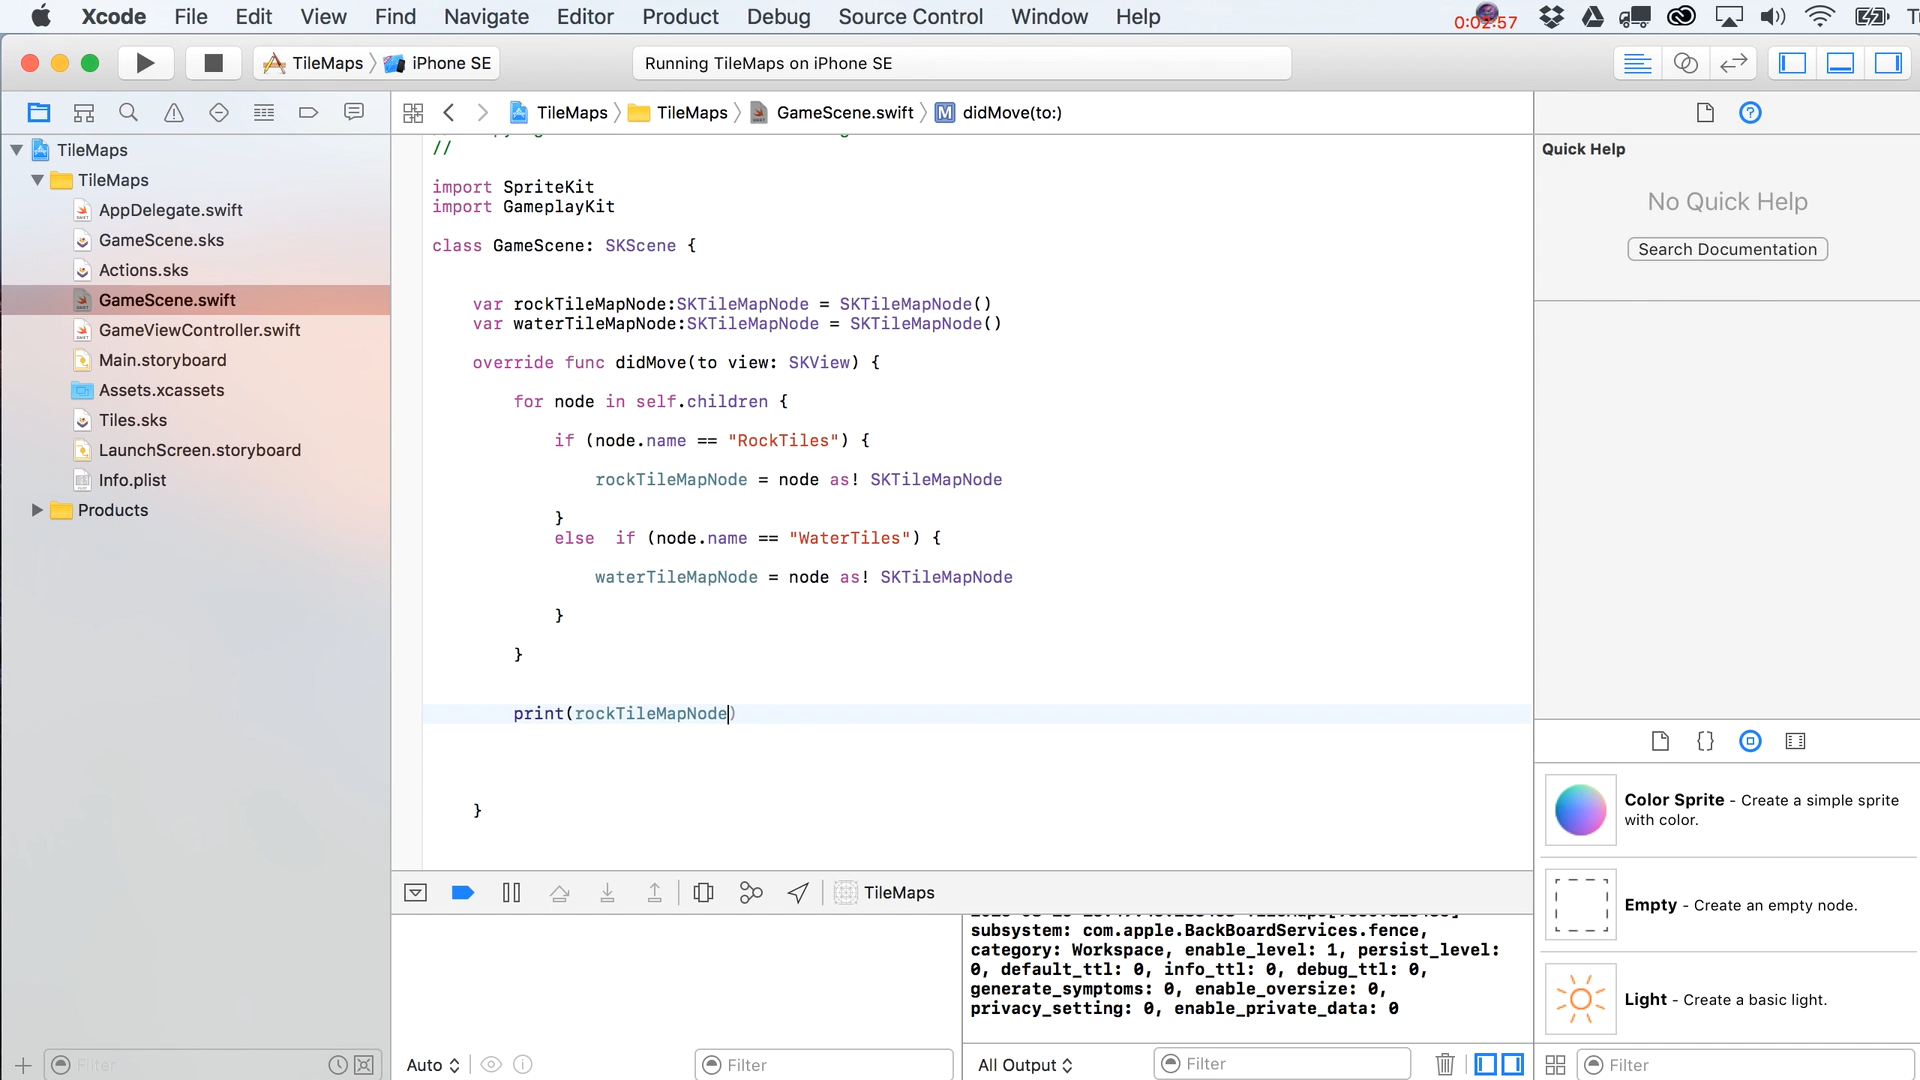 Xcode File Edit View Find Navigate Editor Product Debug Source Control Window Help 0:02:57
TileMaps iPhone SE Running TileMaps on iPhone SE
TileMaps TileMaps GameScene.swift M didMove(to:)
TileMaps
TileMaps
AppDelegate.swift
GameScene.sks
Actions.sks
GameScene.swift
GameViewController.swift
Main.storyboard
Assets.xcassets
Tiles.sks
LaunchScreen.storyboard
Info.plist
Products
Filter
//
import SpriteKit
import GameplayKit
class GameScene: SKScene {
var rockTileMapNode:SKTileMapNode = SKTileMapNode()
var waterTileMapNode:SKTileMapNode = SKTileMapNode()
override func didMove(to view: SKView) {
for node in self.children {
if (node.name == "RockTiles") {
rockTileMapNode = node as! SKTileMapNode
}
else  if (node.name == "WaterTiles") {
waterTileMapNode = node as! SKTileMapNode
}
}
print(rockTileMapNode)
}
TileMaps
subsystem: com.apple.BackBoardServices.fence,
category: Workspace, enable_level: 1, persist_level:
0, default_ttl: 0, info_ttl: 0, debug_ttl: 0,
generate_symptoms: 0, enable_oversize: 0,
privacy_setting: 0, enable_private_data: 0
Auto Filter All Output Filter
Quick Help
No Quick Help
Search Documentation
{}
Color Sprite - Create a simple sprite
with color.
Empty - Create an empty node.
Light - Create a basic light.
Filter